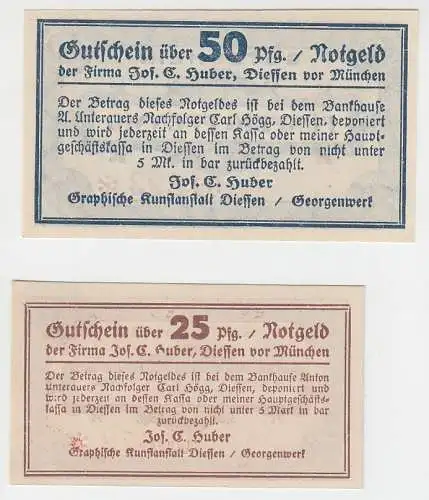 Gutschein über 50 Pfg. / Notgeld
der Firma Jos. C. Huber, Diessen vor München
Der Betrag dieses Notgeldes ist bei dem Bankhause
A. Unterauers Nachfolger Carl Högg, Diessen, deponiert
und wird jederzeit an dessen Kassa oder meiner Haupt-
geschäftskassa in Diessen im Betrag von nicht unter
5 Mk. in bar zurückbezahlt.
Jos. C. Huber
Graphische Kunstanstalt Diessen / Georgenwerk
Gutschein über 25 Pfg. / Notgeld
der Firma Jos. C. Huber, Diessen vor München
Der Betrag dieses Notgeldes ist bei dem Bankhause Anton
Unterauers Nachfolger Carl Högg, Diessen, deponiert und
wird jederzeit an dessen Kassa oder meiner Hauptgeschäfts-
kassa in Diessen im Betrag von nicht unter 5 Mark in bar
zurückbezahlt.
Jos. C. Huber
Graphische Kunstanstalt Diessen / Georgenwerk